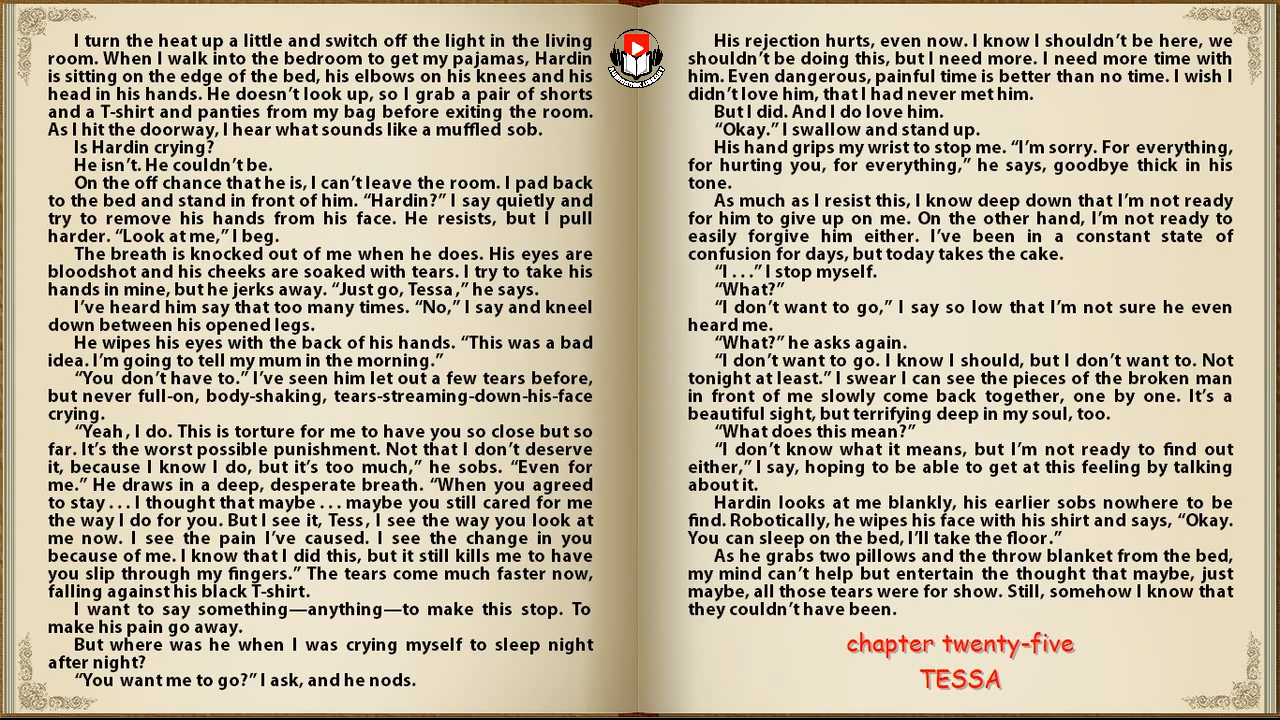 I turn the heat up a little and switch off the light in the living
room. When I walk into the bedroom to get my pajamas, Hardin
is sitting on the edge of the bed, his elbows on his knees and his
head in his hands. He doesn’t look up, so I grab a pair of shorts
and a T-shirt and panties from my bag before exiting the room.
As I hit the doorway, I hear what sounds like a muffled sob.
Is Hardin crying?
He isn’t. He couldn’t be.
On the off chance that he is, I can’t leave the room. I pad back
to the bed and stand in front of him. “Hardin?” I say quietly and
try to remove his hands from his face. He resists, but I pull
harder. “Look at me,” I beg.
The breath is knocked out of me when he does. His eyes are
bloodshot and his cheeks are soaked with tears. I try to take his
hands in mine, but he jerks away. “Just go, Tessa,” he says.
I’ve heard him say that too many times. “No,” I say and kneel
down between his opened legs.
He wipes his eyes with the back of his hands. “This was a bad
idea. I’m going to tell my mum in the morning.”
“You don’t have to.” I’ve seen him let out a few tears before,
but never full-on, body-shaking, tears-streaming-down-his-face
crying.
“Yeah, I do. This is torture for me to have you so close but so
far. It’s the worst possible punishment. Not that I don’t deserve
it, because I know I do, but it’s too much,” he sobs. “Even for
me.” He draws in a deep, desperate breath. “When you agreed
to stay . . . I thought that maybe . . . maybe you still cared for me
the way I do for you. But I see it, Tess, I see the way you look at
me now. I see the pain I’ve caused. I see the change in you
because of me. I know that I did this, but it still kills me to have
you slip through my fingers.” The tears come much faster now,
falling against his black T-shirt.
I want to say something—anything—to make this stop. To
make his pain go away.
But where was he when I was crying myself to sleep night
after night?
“You want me to go?” I ask, and he nods.
His rejection hurts, even now. I know I shouldn’t be here, we
shouldn’t be doing this, but I need more. I need more time with
him. Even dangerous, painful time is better than no time. I wish I
didn’t love him, that I had never met him.
But I did. And I do love him.
“Okay.” I swallow and stand up.
His hand grips my wrist to stop me. “I’m sorry. For everything,
for hurting you, for everything,” he says, goodbye thick in his
tone.
As much as I resist this, I know deep down that I’m not ready
for him to give up on me. On the other hand, I’m not ready to
easily forgive him either. I’ve been in a constant state of
confusion for days, but today takes the cake.
“I . . .” I stop myself.
“What?”
“I don’t want to go,” I say so low that I’m not sure he even
heard me.
“What?” he asks again.
“I don’t want to go. I know I should, but I don’t want to. Not
tonight at least.” I swear I can see the pieces of the broken man
in front of me slowly come back together, one by one. It’s a
beautiful sight, but terrifying deep in my soul, too.
“What does this mean?”
“I don’t know what it means, but I’m not ready to find out
either,” I say, hoping to be able to get at this feeling by talking
about it.
Hardin looks at me blankly, his earlier sobs nowhere to be
find. Robotically, he wipes his face with his shirt and says, “Okay.
You can sleep on the bed, I’ll take the floor.”
As he grabs two pillows and the throw blanket from the bed,
my mind can’t help but entertain the thought that maybe, just
maybe, all those tears were for show. Still, somehow I know that
they couldn’t have been.
chapter twenty-five
TESSA